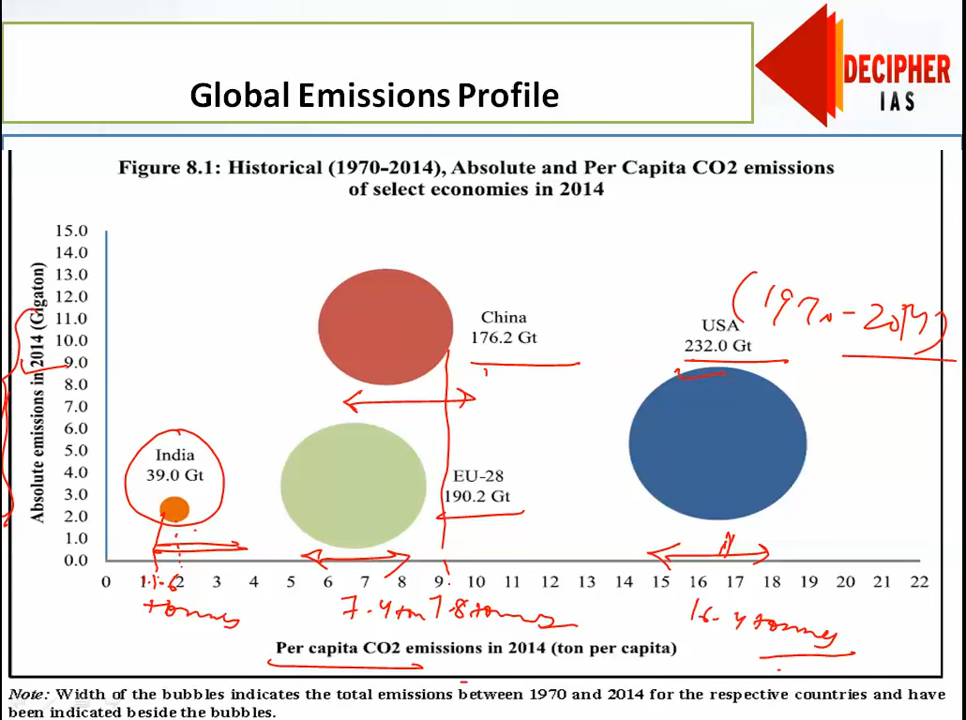 Global Emissions Profile
DECIPHER
IAS
Figure 8.1: Historical (1970-2014), Absolute and Per Capita CO2 emissions
of select economies in 2014
Absolute emissions in 2014 (Gigaton)
15.0
14.0
13.0
12.0
11.0
10.0
9.0
8.0
7.0
6.0
5.0
4.0
3.0
2.0
1.0
0.0
China
176.2 Gt
USA
232.0 Gt
India
39.0 Gt
EU-28
190.2 Gt
0 1 2 3 4 5 6 7 8 9 10 11 12 13 14 15 16 17 18 19 20 21 22
1.6
tonnes
7.4 7.8 tonnes
16.4 tonnes
Per capita CO2 emissions in 2014 (ton per capita)
Note: Width of the bubbles indicates the total emissions between 1970 and 2014 for the respective countries and have
been indicated beside the bubbles.